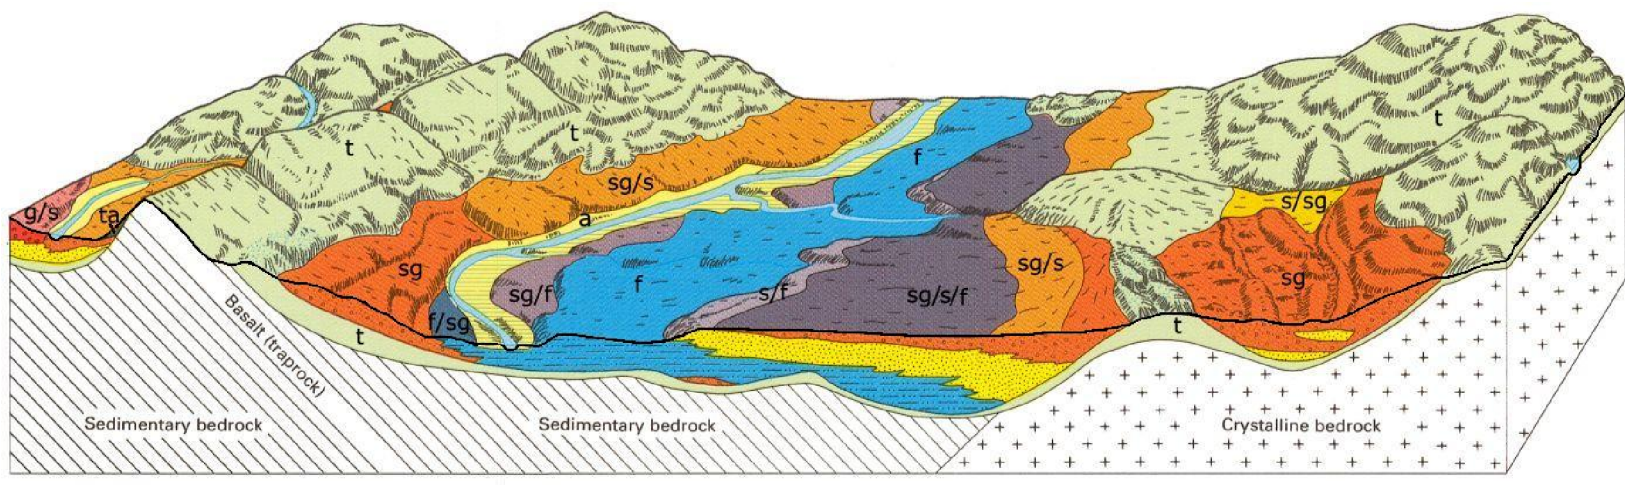 t
t
t
t
f
sg/s
g/s
ta
a
s/sg
sg
sg/f
f
s/f
sg/s/f
sg/s
sg
f/sg
t
t
Basalt (traprock)
Sedimentary bedrock
Sedimentary bedrock
Crystalline bedrock